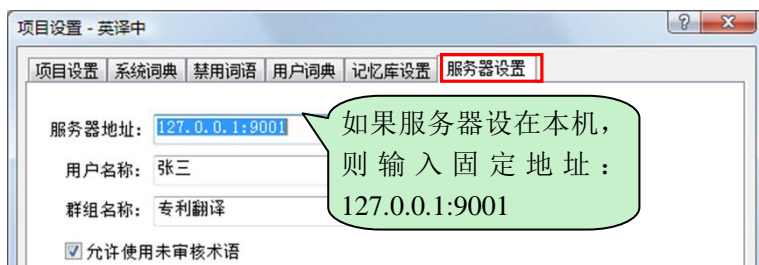 项目设置 - 英译中
项目设置 系统词典 禁用词语 用户词典 记忆库设置 服务器设置
服务器地址: 127.0.0.1:9001
用户名称: 张三
群组名称: 专利翻译
允许使用未审核术语
如果服务器设在本机，
则输入固定地址：
127.0.0.1:9001